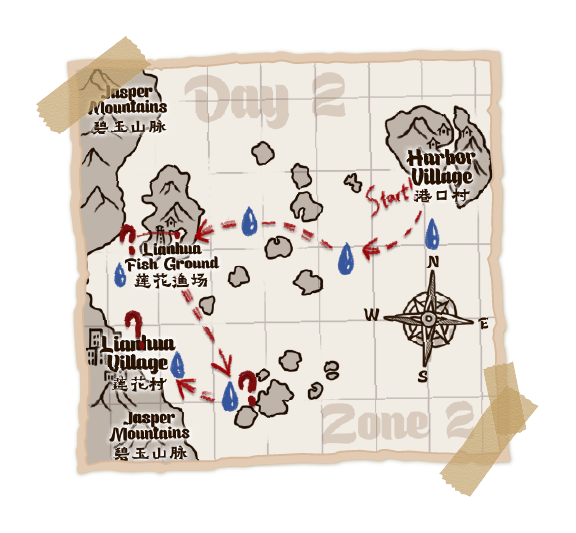 Day 2
Jasper
Mountains
碧玉山脉
Harbor
Village
港口村
Start!
?
Lianhua
Fish Ground
莲花渔场
N
W
E
S
?
Lianhua
Village
莲花村
?
Jasper
Mountains
碧玉山脉
Zone 2